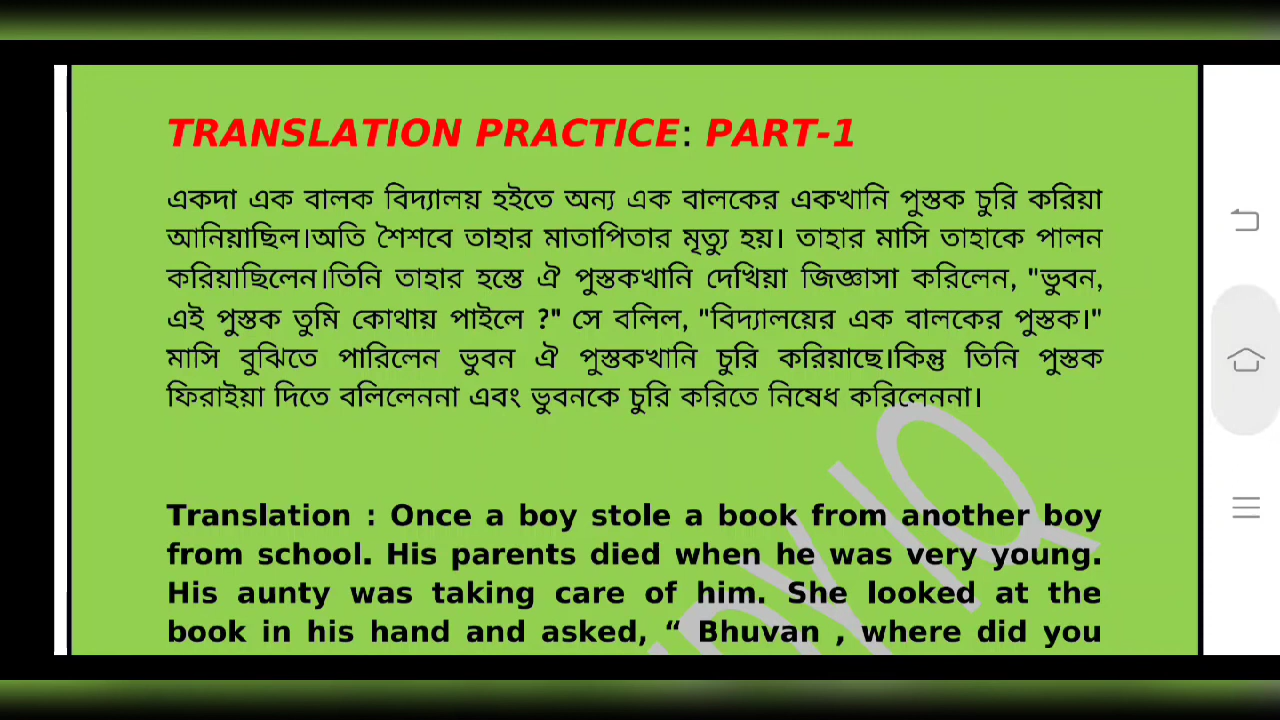 TRANSLATION PRACTICE: PART-1
একদা এক বালক বিদ্যালয় হইতে অন্য এক বালকের একখানি পুস্তক চুরি করিয়া
আনিয়াছিল।অতি শৈশবে তাহার মাতাপিতার মৃত্যু হয়। তাহার মাসি তাহাকে পালন
করিয়াছিলেন।তিনি তাহার হস্তে ঐ পুস্তকখানি দেখিয়া জিজ্ঞাসা করিলেন, "ভুবন,
এই পুস্তক তুমি কোথায় পাইলে ?" সে বলিল, "বিদ্যালয়ের এক বালকের পুস্তক।"
মাসি বুঝিতে পারিলেন ভুবন ঐ পুস্তকখানি চুরি করিয়াছে।কিন্তু তিনি পুস্তক
ফিরাইয়া দিতে বলিলেননা এবং ভুবনকে চুরি করিতে নিষেধ করিলেননা।
Translation : Once a boy stole a book from another boy
from school. His parents died when he was very young.
His aunty was taking care of him. She looked at the
book in his hand and asked, “ Bhuvan , where did you